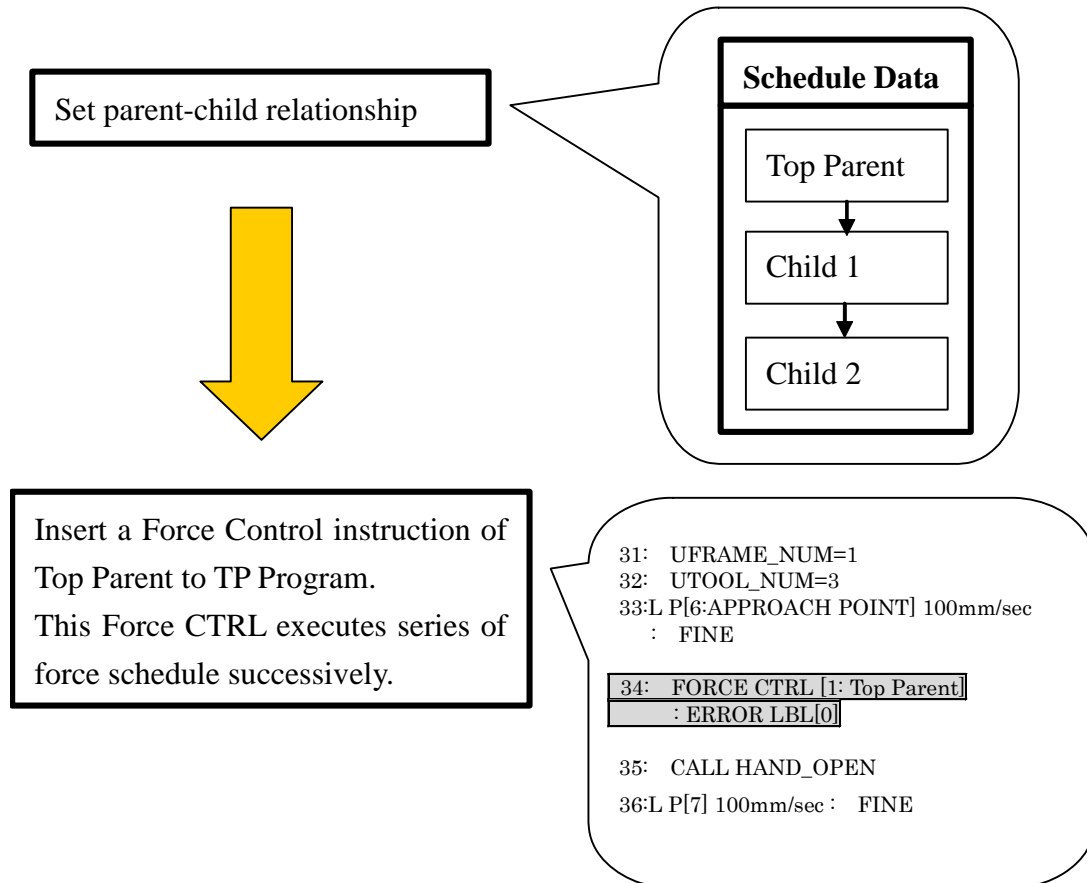 Set parent-child relationship
Schedule Data
Top Parent
Child 1
Child 2
Insert a Force Control instruction of
Top Parent to TP Program.
This Force CTRL executes series of
force schedule successively.
31: UFRAME_NUM=1
32: UTOOL_NUM=3
33:L P[6:APPROACH POINT] 100mm/sec
: FINE
34: FORCE CTRL [1: Top Parent]
: ERROR LBL[0]
35: CALL HAND_OPEN
36:L P[7] 100mm/sec : FINE